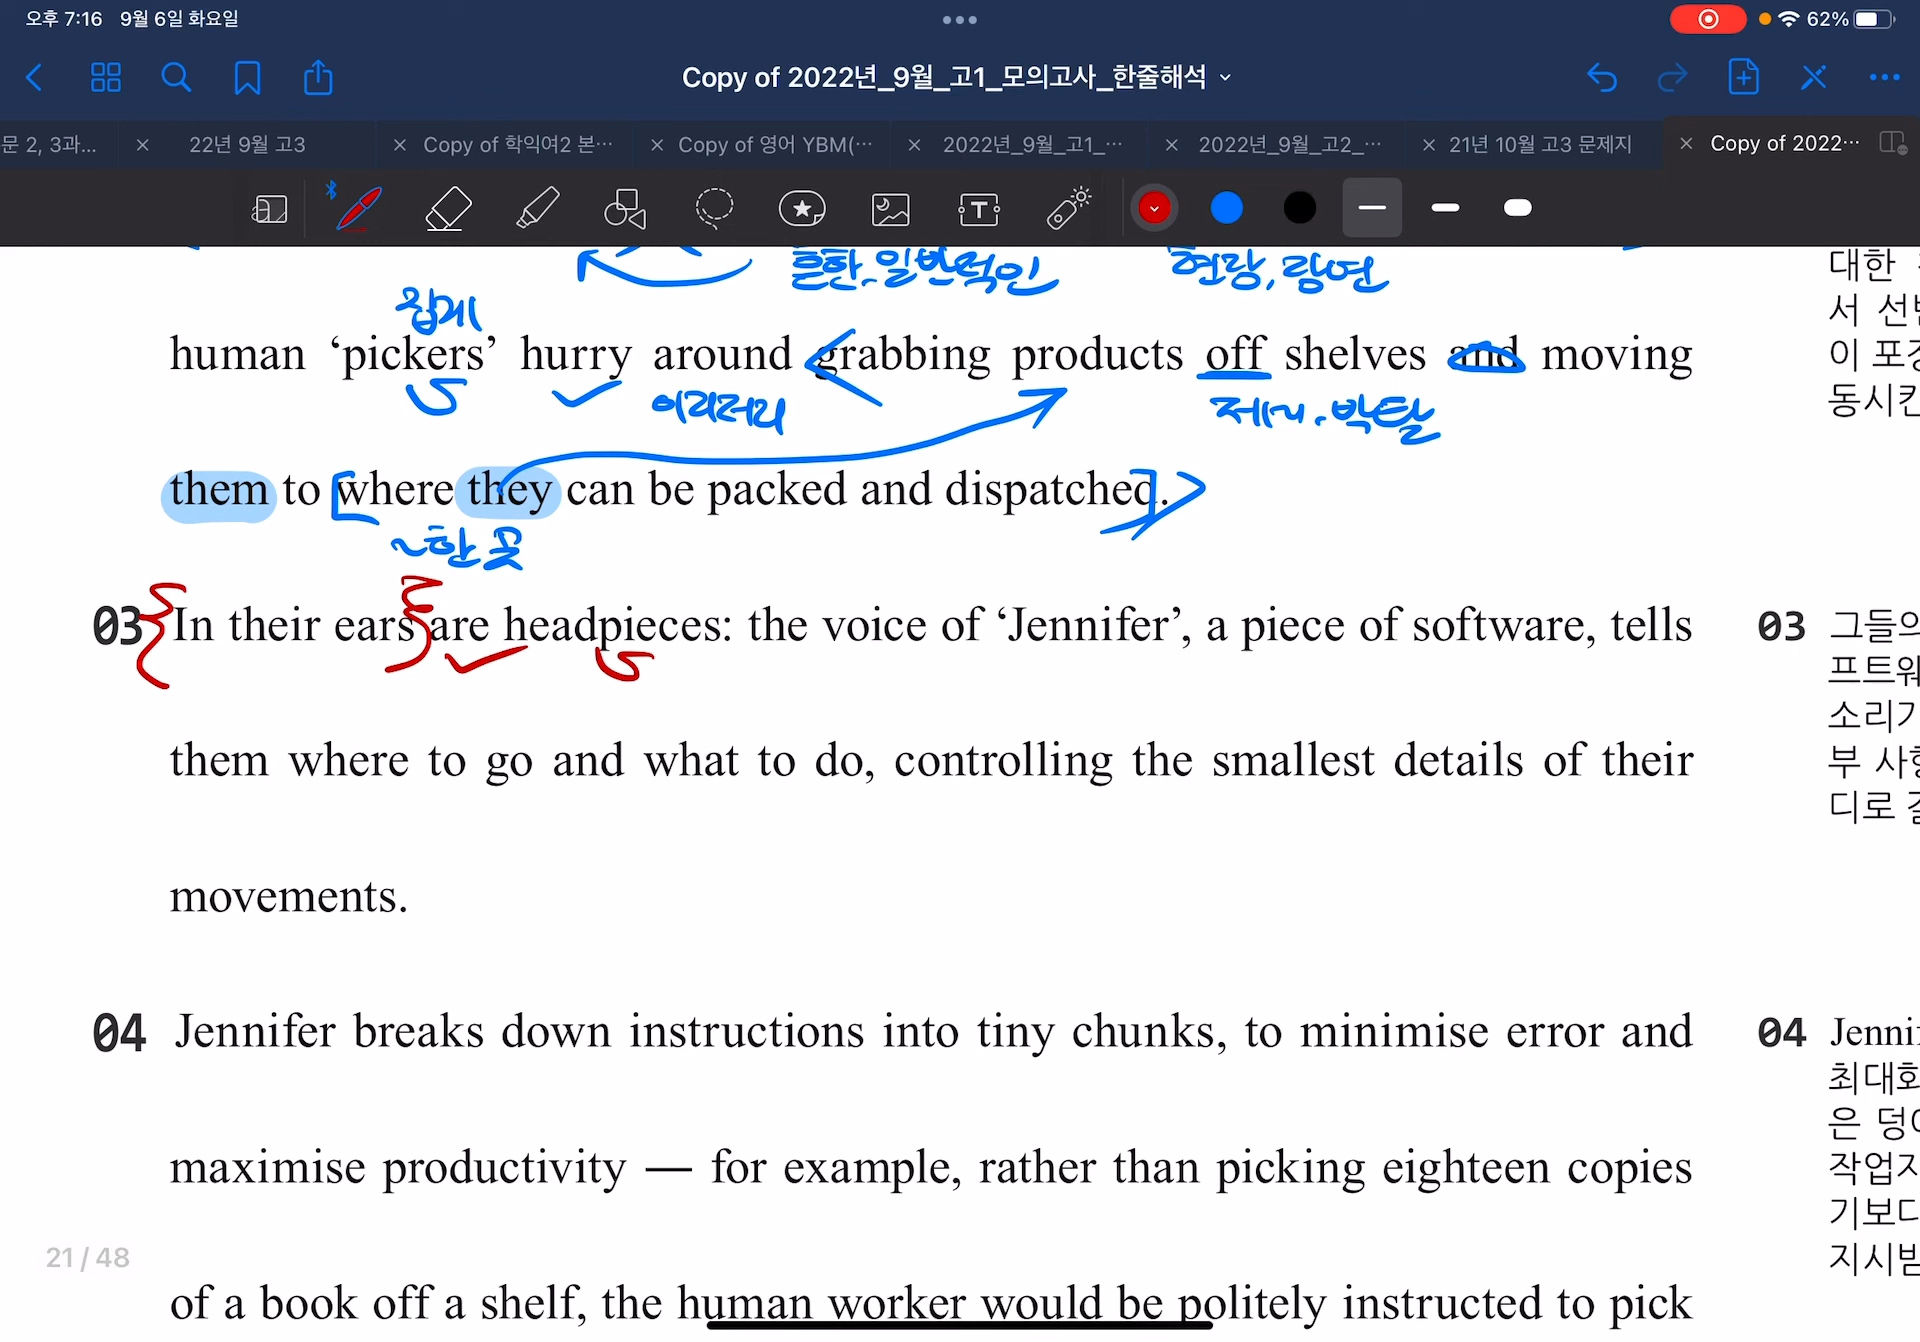 오후 7:16 9월 6일 화요일
62%
Copy of 2022년_9월_고1_모의고사_한줄해석
문 2, 3과...
22년 9월 고3
Copy of 학익여2 본...
Copy of 영어 YBM(...
2022년_9월_고1_...
2022년_9월_고2_...
21년 10월 고3 문제지
Copy of 2022...
흔한, 일반적인
현장, 광경
집게
human ‘pickers’ hurry around grabbing products off shelves and moving
이리저리
제거, 박탈
them to where they can be packed and dispatched.
~한 곳
03 In their ears are headpieces: the voice of ‘Jennifer’, a piece of software, tells
S
them where to go and what to do, controlling the smallest details of their
movements.
04 Jennifer breaks down instructions into tiny chunks, to minimise error and
maximise productivity — for example, rather than picking eighteen copies
of a book off a shelf, the human worker would be politely instructed to pick
21 / 48
대한
서 선
이 포
동시킨
03 그들의
프트웨
소리가
부 사
디로
04 Jenni
최대화
은
작업지
기보다
지시받